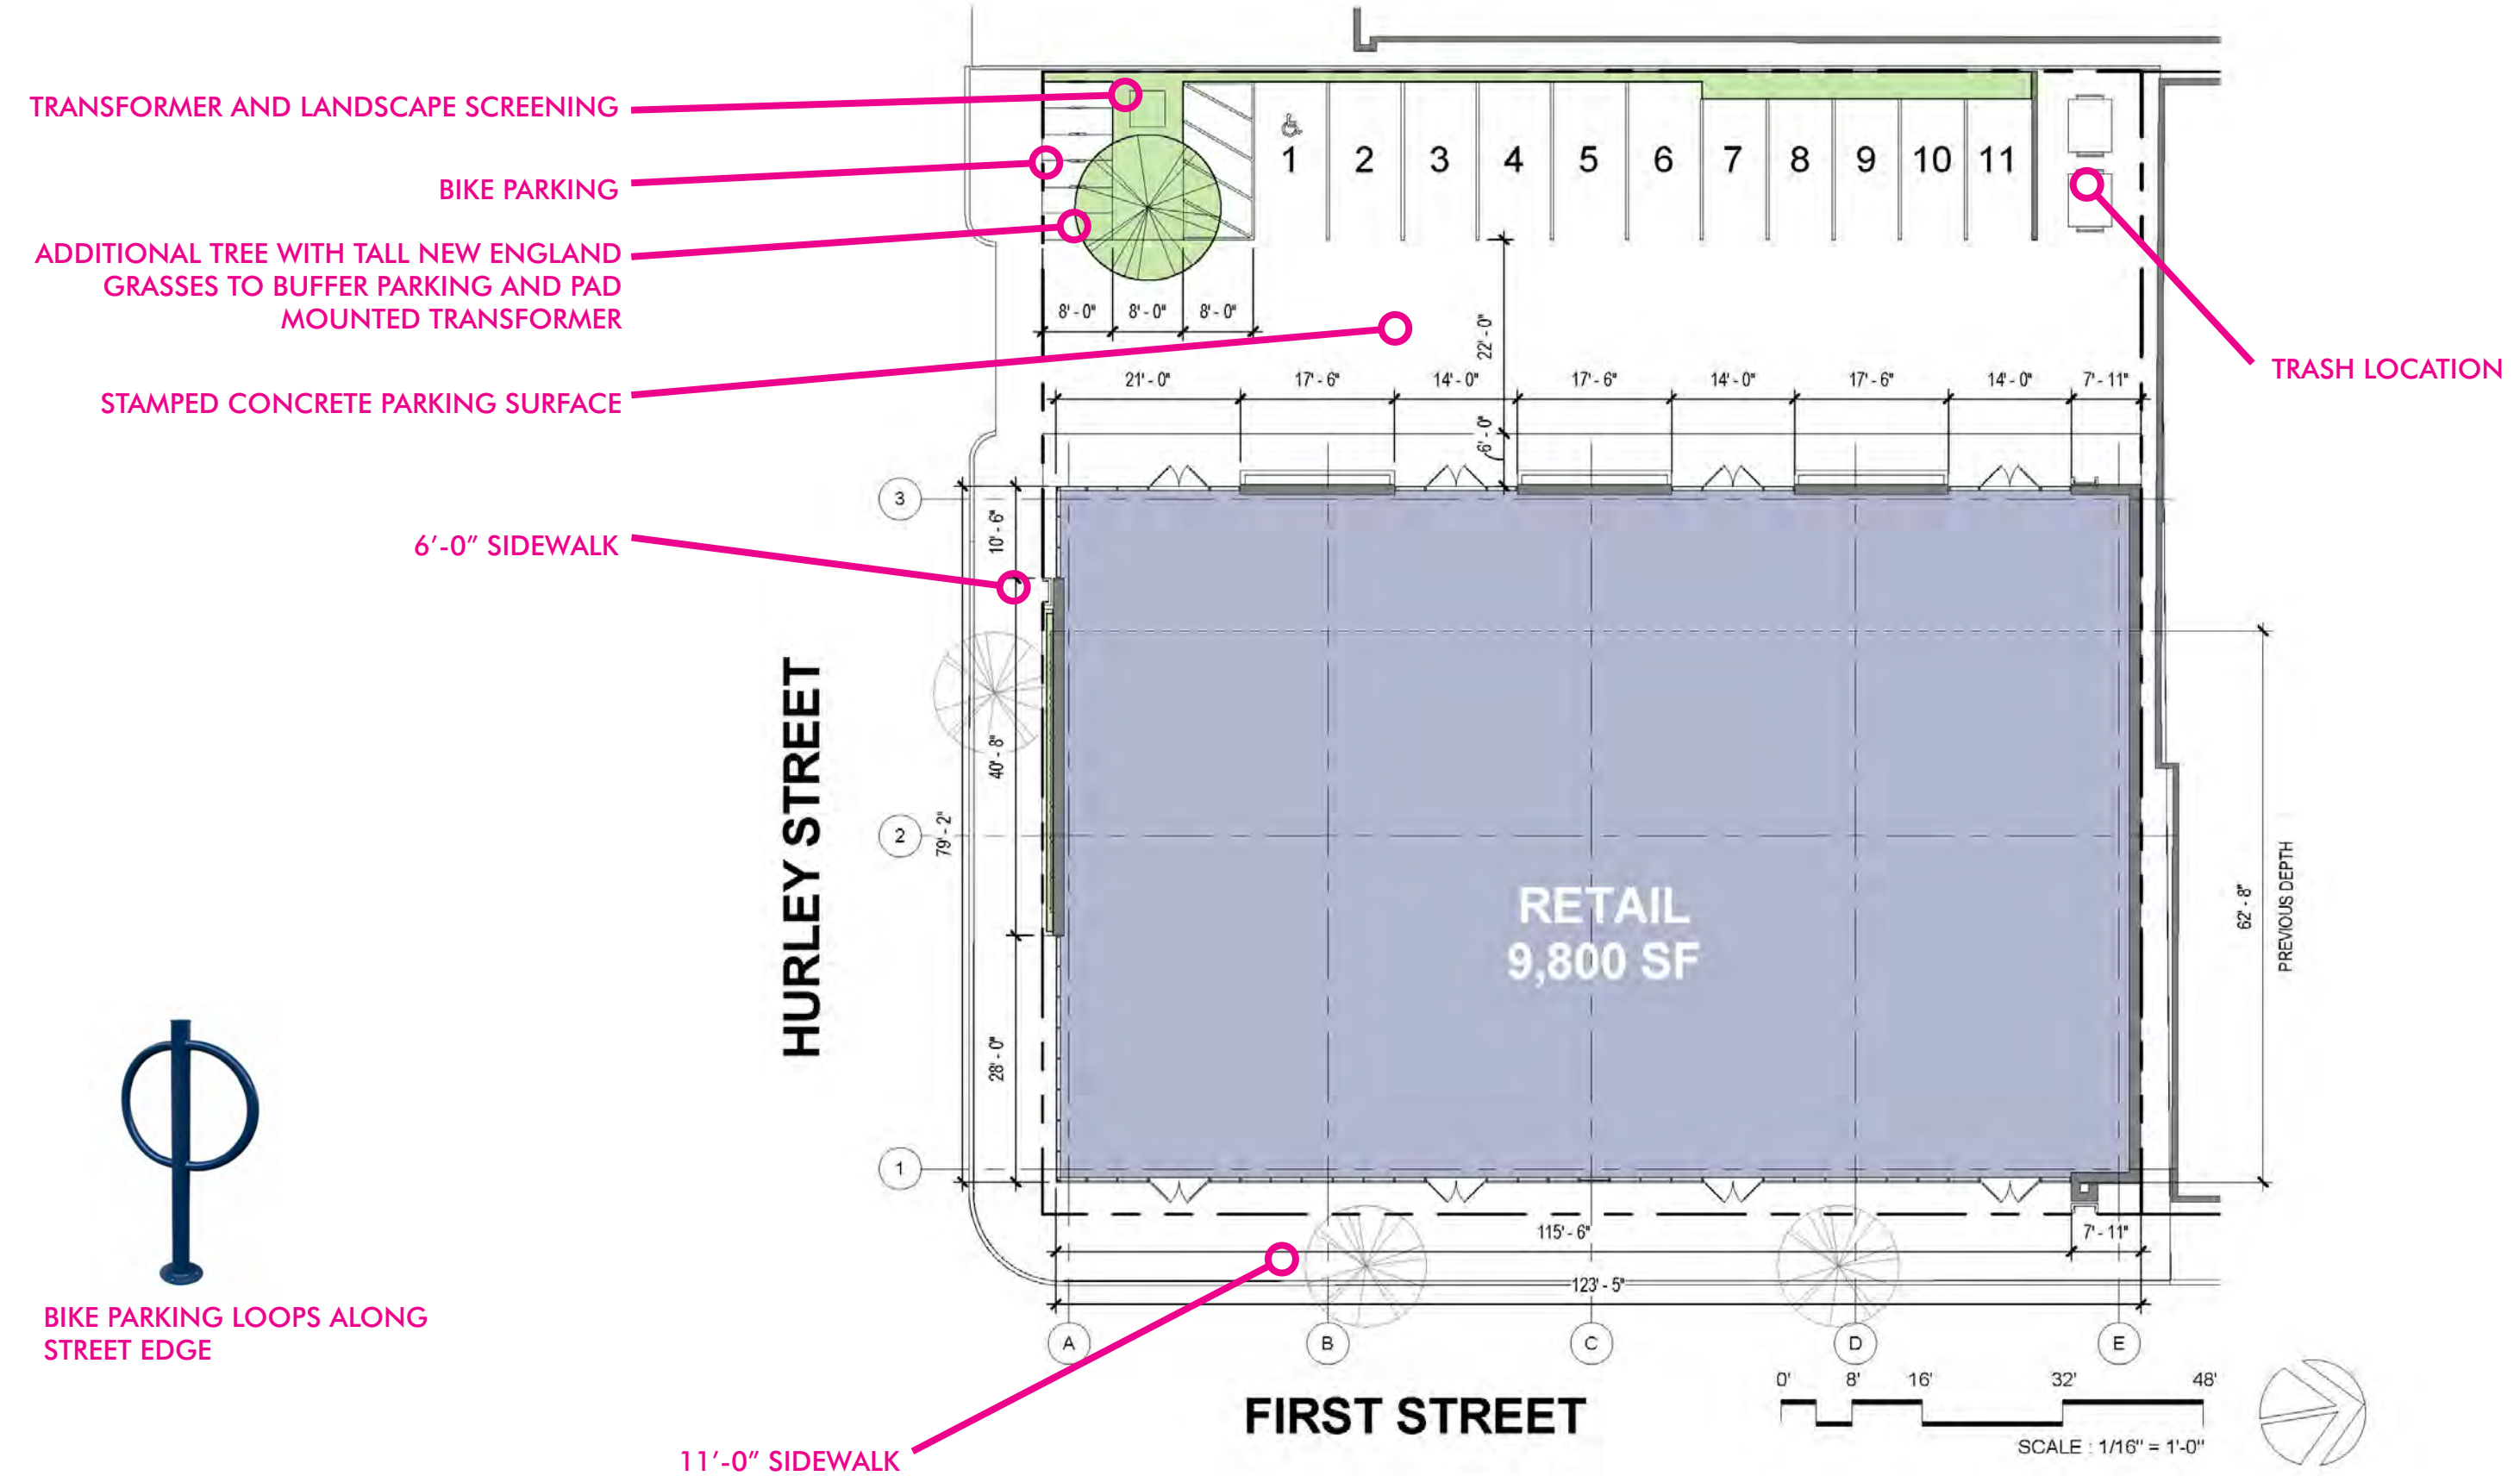 TRANSFORMER AND LANDSCAPE SCREENING
BIKE PARKING
ADDITIONAL TREE WITH TALL NEW ENGLAND
GRASSES TO BUFFER PARKING AND PAD
MOUNTED TRANSFORMER
STAMPED CONCRETE PARKING SURFACE
6'-0" SIDEWALK
1 2 3 4 5 6 7 8 9 10 11
8' - 0" 8' - 0" 8' - 0"
22' - 0"
TRASH LOCATION
21' - 0" 17' - 6" 14' - 0" 17' - 6" 14' - 0" 17' - 6" 14' - 0" 7' - 11"
6' - 0"
3
10' - 6"
40' - 8"
2
79' - 2"
28' - 0"
1
HURLEY STREET
RETAIL
9,800 SF
62' - 8"
PREVIOUS DEPTH
115' - 6"
7' - 11"
123' - 5"
A B C D E
BIKE PARKING LOOPS ALONG
STREET EDGE
FIRST STREET
11'-0" SIDEWALK
0' 8' 16' 32' 48'
SCALE : 1/16" = 1'-0"